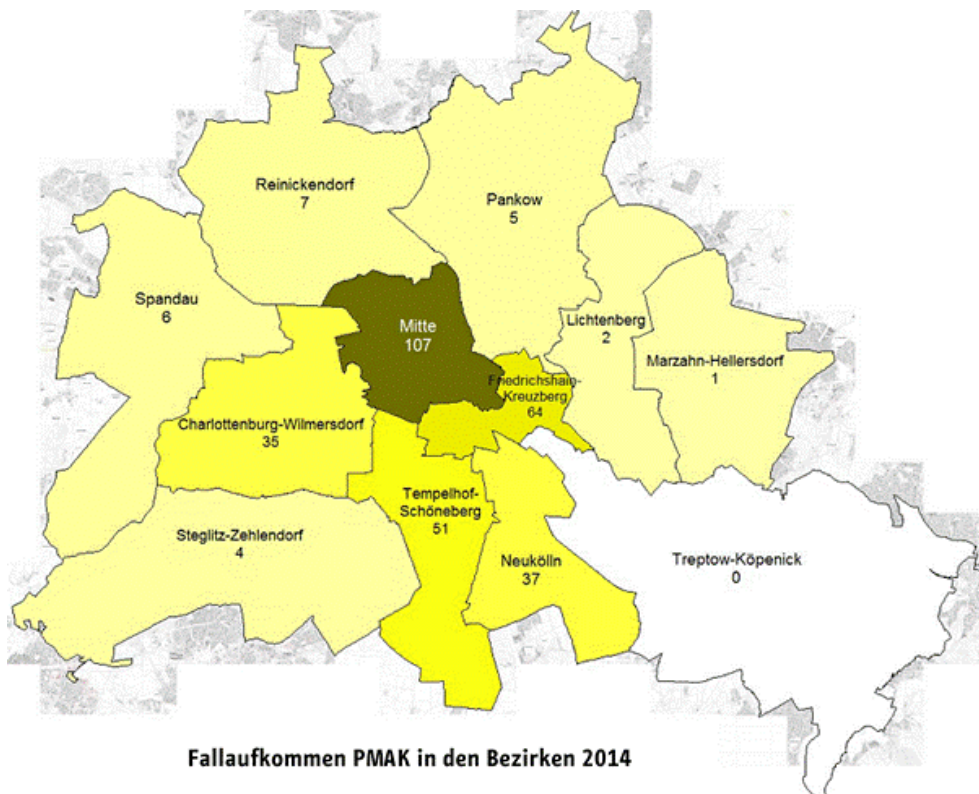 Reinickendorf
7
Pankow
5
Spandau
6
Mitte
107
Lichtenberg
2
Marzahn-Hellersdorf
1
Friedrichshain-
Kreuzberg
64
Charlottenburg-Wilmersdorf
35
Tempelhof-
Schöneberg
51
Steglitz-Zehlendorf
4
Neukölln
37
Treptow-Köpenick
0
Fallaufkommen PMAK in den Bezirken 2014